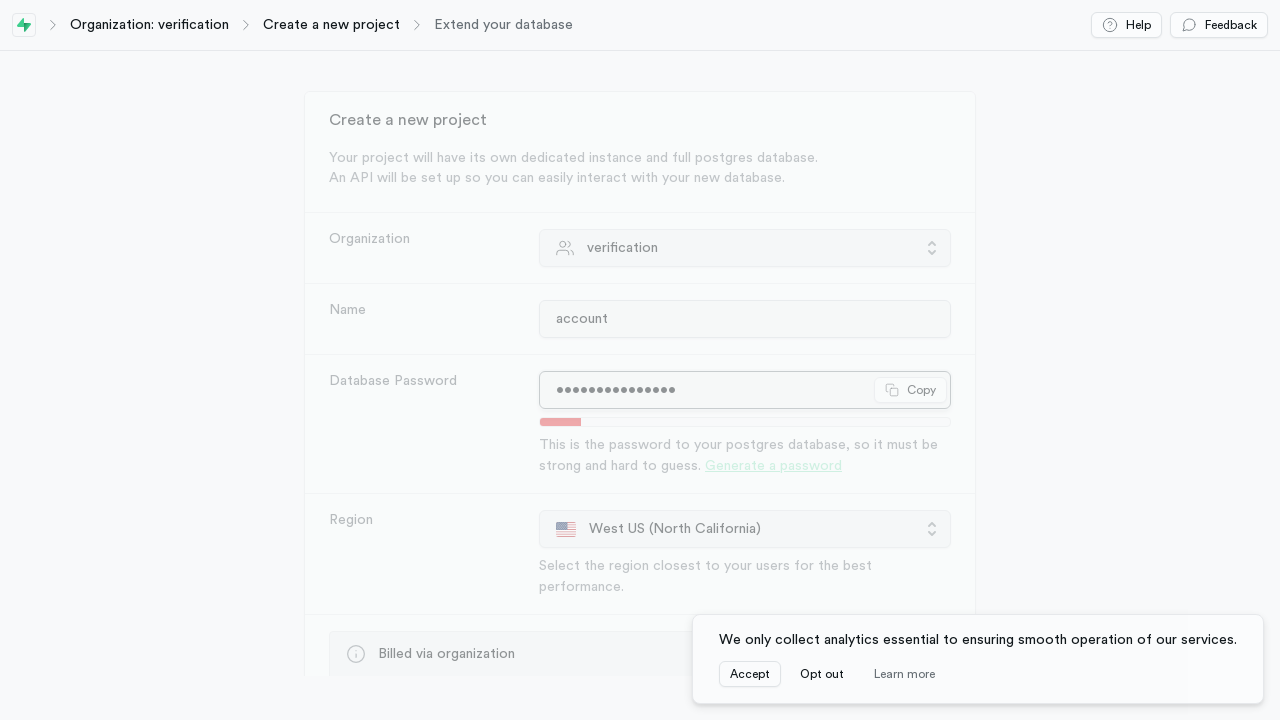 Organization: verification
Create a new project
Extend your database
Help
Feedback
Create a new project
Your project will have its own dedicated instance and full postgres database.
An API will be set up so you can easily interact with your new database.
Organization
verification
Name
account
Database Password
•••••••••••••••
Copy
This is the password to your postgres database, so it must be
strong and hard to guess. Generate a password
Region
West US (North California)
Select the region closest to your users for the best
performance.
Billed via organization
We only collect analytics essential to ensuring smooth operation of our services.
Accept
Opt out
Learn more